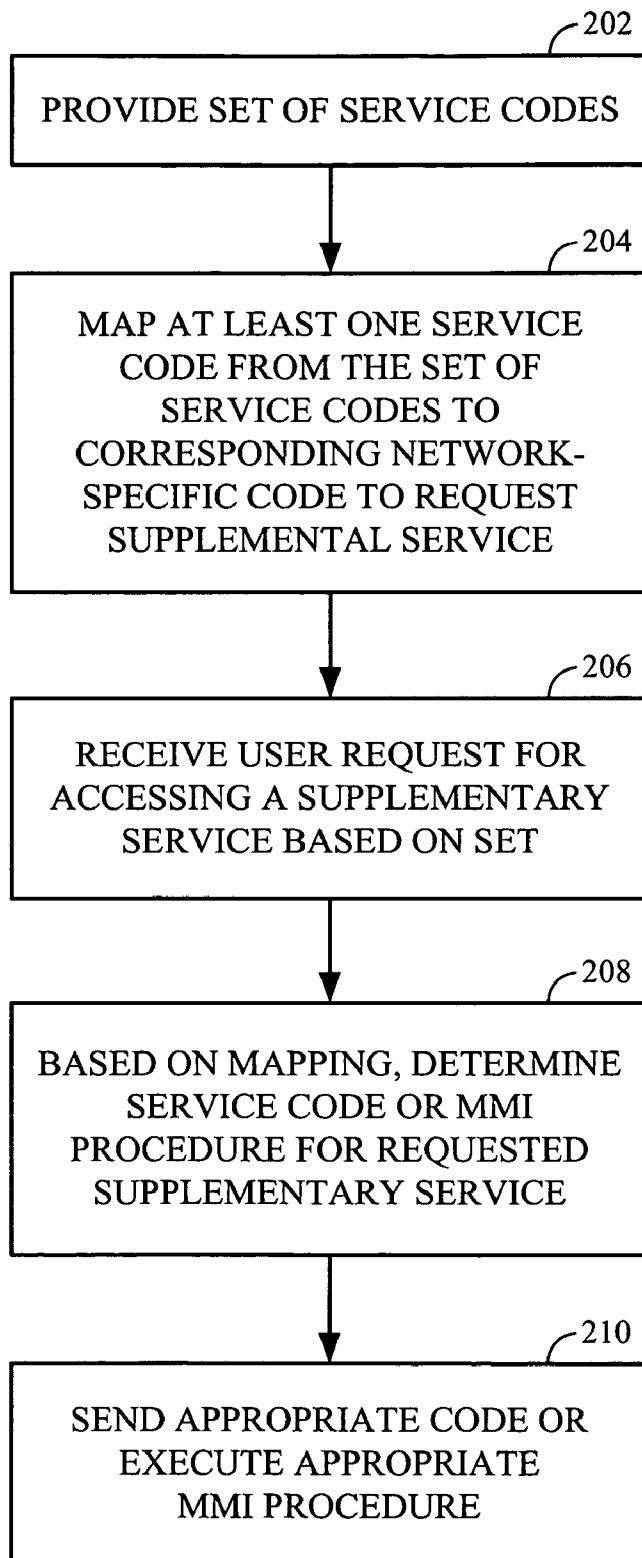 202
PROVIDE SET OF SERVICE CODES
204
MAP AT LEAST ONE SERVICE
CODE FROM THE SET OF
SERVICE CODES TO
CORRESPONDING NETWORK-
SPECIFIC CODE TO REQUEST
SUPPLEMENTAL SERVICE
206
RECEIVE USER REQUEST FOR
ACCESSING A SUPPLEMENTARY
SERVICE BASED ON SET
208
BASED ON MAPPING, DETERMINE
SERVICE CODE OR MMI
PROCEDURE FOR REQUESTED
SUPPLEMENTARY SERVICE
210
SEND APPROPRIATE CODE OR
EXECUTE APPROPRIATE
MMI PROCEDURE